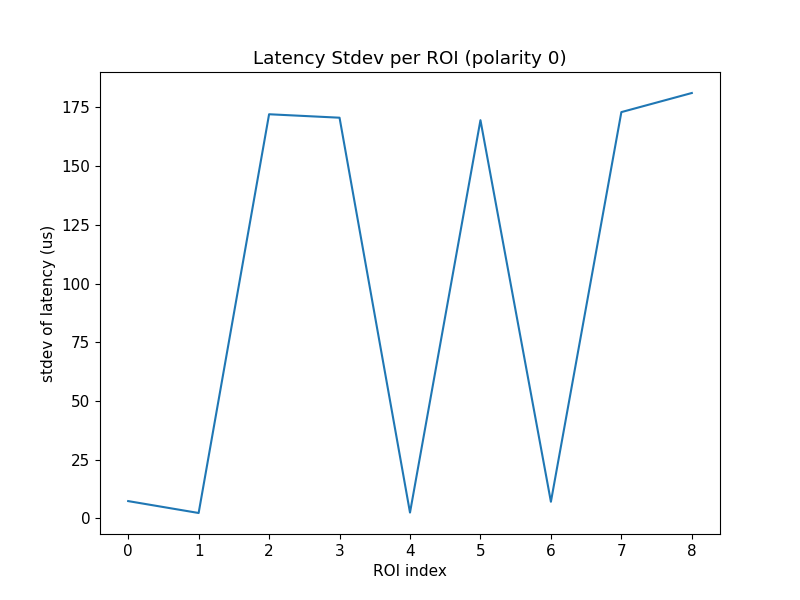 Latency Stdev per ROI (polarity 0)
175
150
125
100
75
50
25
0
stdev of latency (us)
0 1 2 3 4 5 6 7 8
ROI index